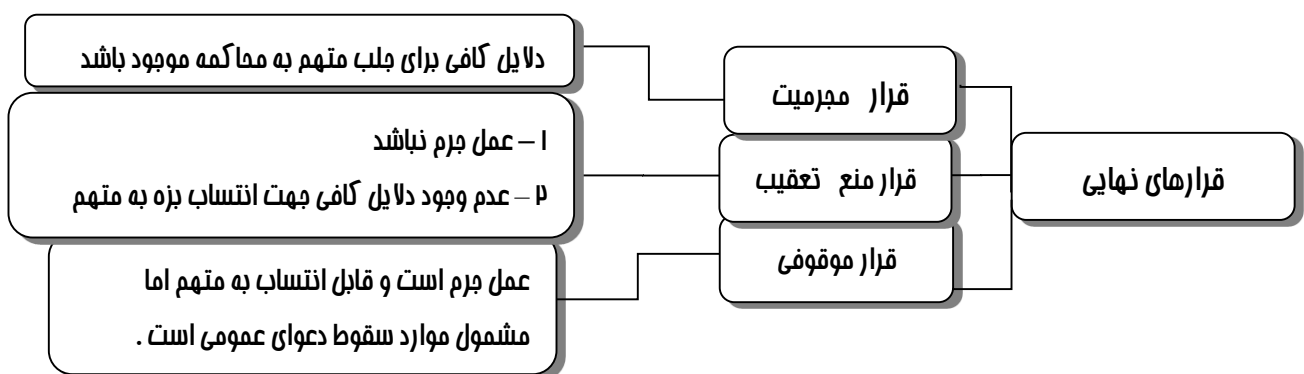 قرارهای نهایی
قرار مجرمیت
دلایل کافی برای جلب متهم به محاکمه موجود باشد
قرار منع تعقیب
۱ – عمل جرم نباشد
۲ – عدم وجود دلایل کافی جهت انتساب بزه به متهم
قرار موقوفی
عمل جرم است و قابل انتساب به متهم اما
مشمول موارد سقوط دعوای عمومی است .